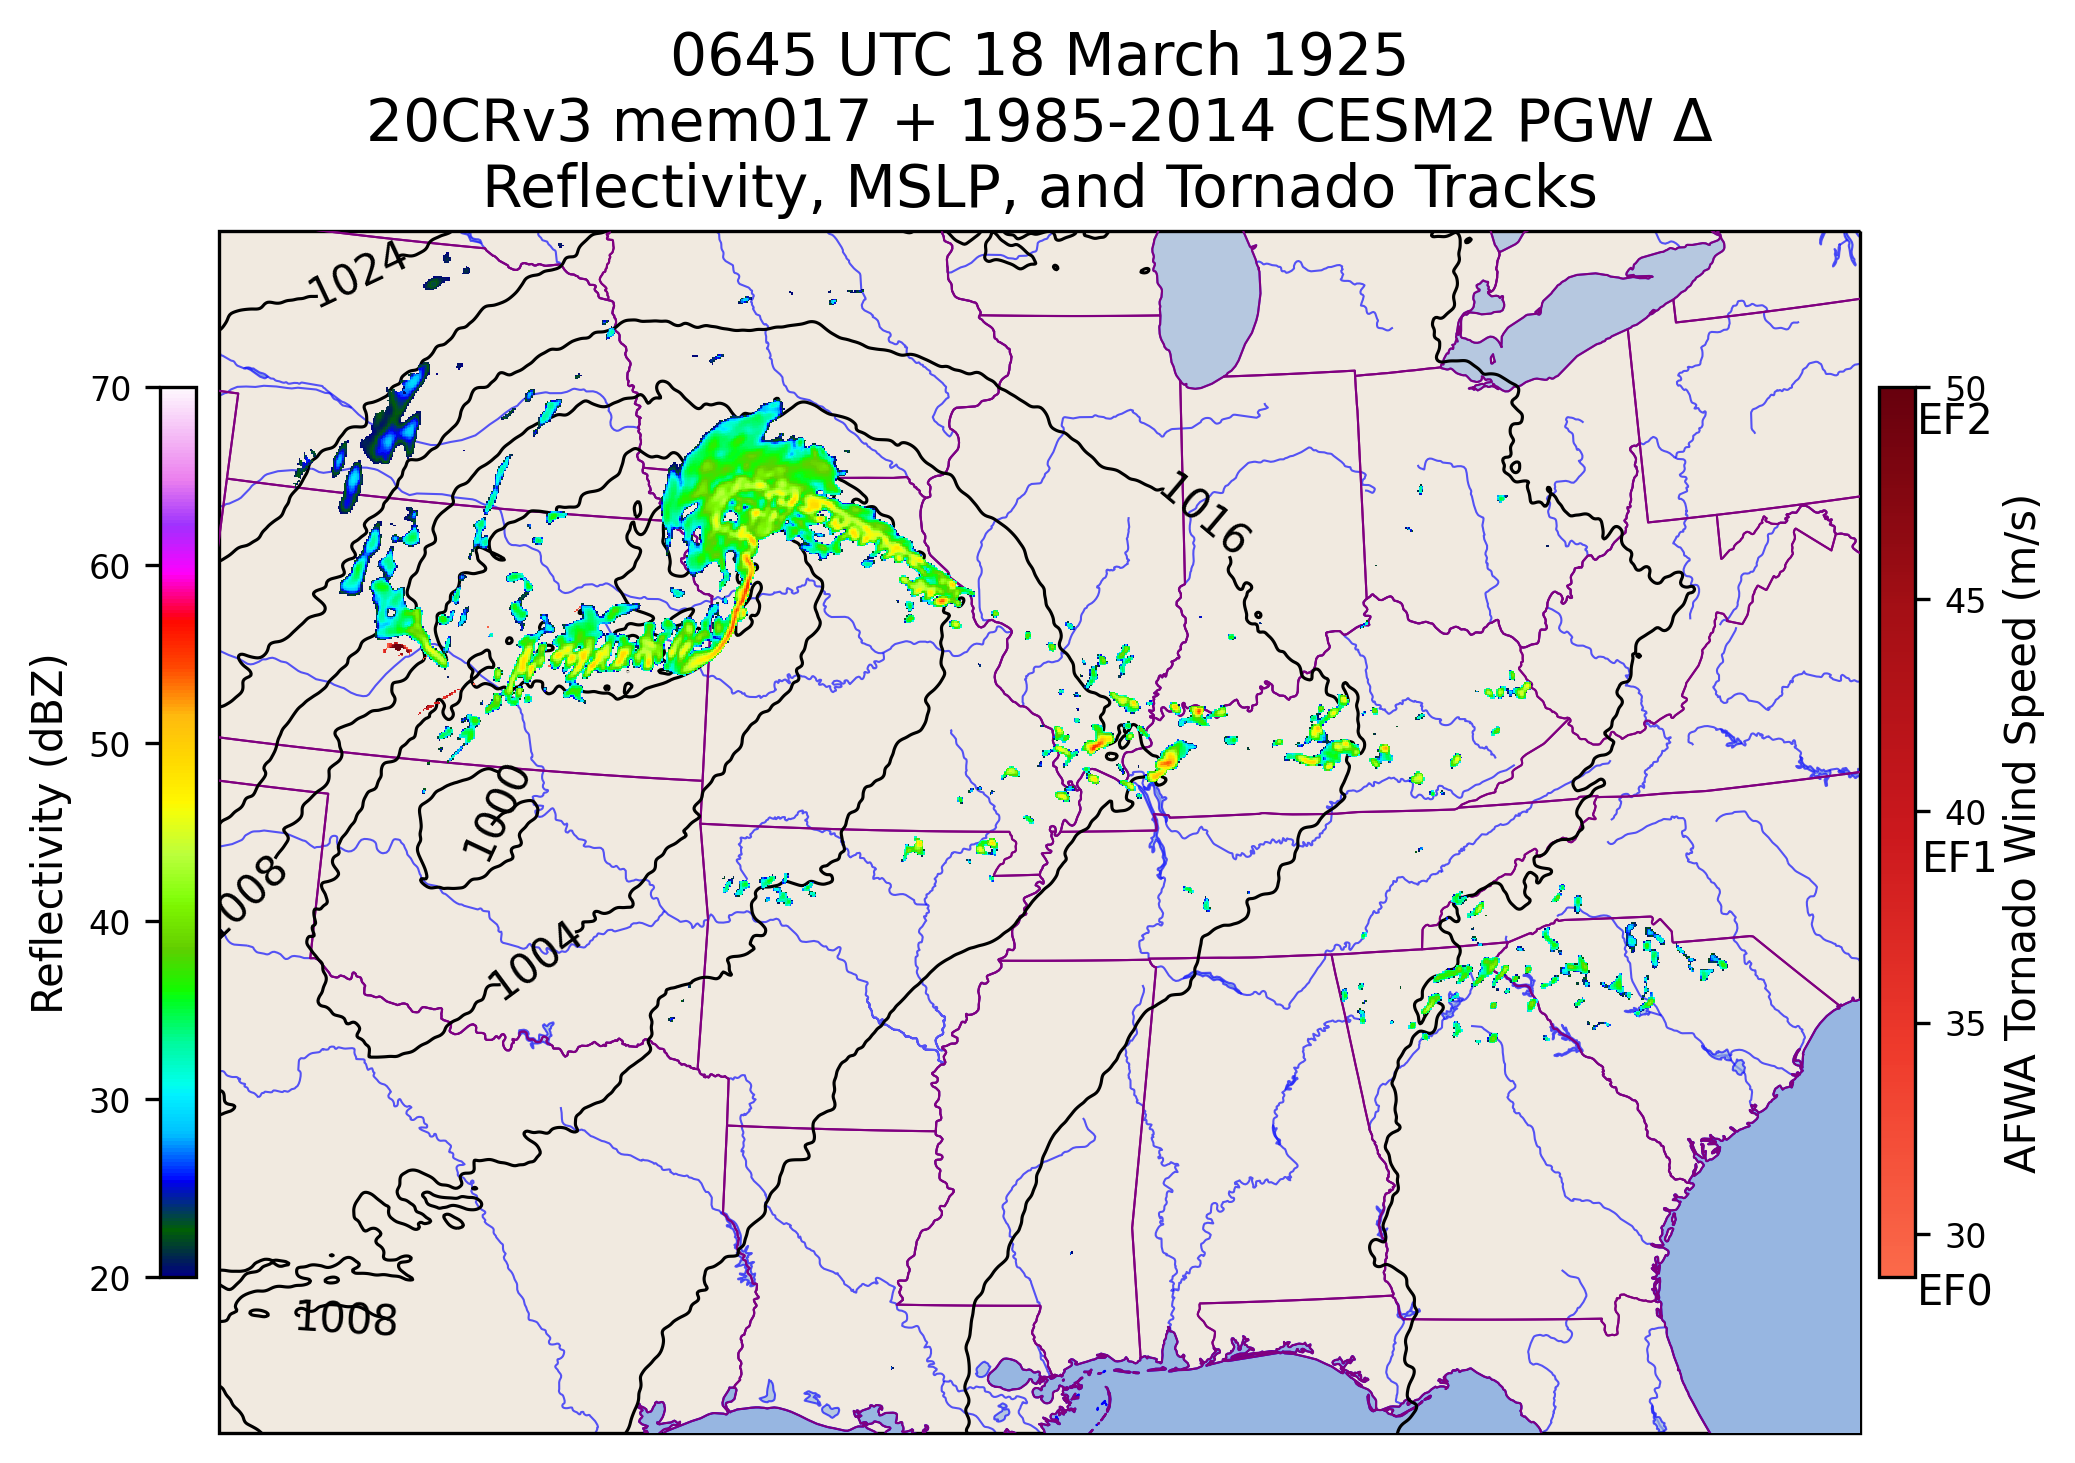 0645 UTC 18 March 1925
20CRv3 mem017 + 1985-2014 CESM2 PGW Δ
Reflectivity, MSLP, and Tornado Tracks
70
60
50
40
30
20
Reflectivity (dBZ)
1024
1016
1000
1008
1004
1008
50
EF2
45
40
EF1
35
30
EF0
AFWA Tornado Wind Speed (m/s)